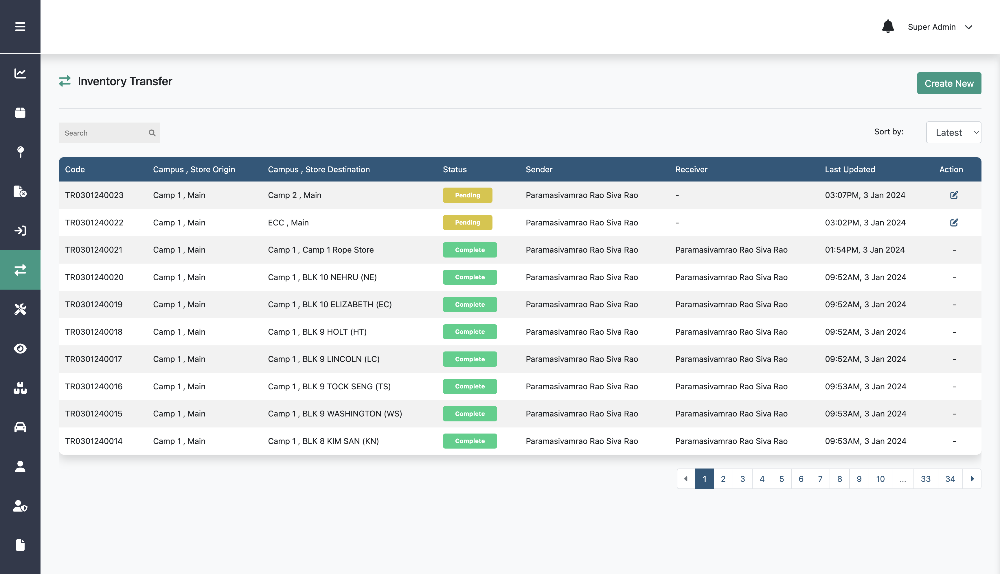 Super Admin
Inventory Transfer
Create New
Search
Sort by:
Latest
Code Campus , Store Origin Campus , Store Destination Status Sender Receiver Last Updated Action
TR0301240023 Camp 1 , Main Camp 2 , Main Pending Paramasivamrao Rao Siva Rao - 03:07PM, 3 Jan 2024
TR0301240022 Camp 1 , Main ECC , Main Pending Paramasivamrao Rao Siva Rao - 03:02PM, 3 Jan 2024
TR0301240021 Camp 1 , Main Camp 1 , Camp 1 Rope Store Complete Paramasivamrao Rao Siva Rao Paramasivamrao Rao Siva Rao 01:54PM, 3 Jan 2024 -
TR0301240020 Camp 1 , Main Camp 1 , BLK 10 NEHRU (NE) Complete Paramasivamrao Rao Siva Rao Paramasivamrao Rao Siva Rao 09:52AM, 3 Jan 2024 -
TR0301240019 Camp 1 , Main Camp 1 , BLK 10 ELIZABETH (EC) Complete Paramasivamrao Rao Siva Rao Paramasivamrao Rao Siva Rao 09:52AM, 3 Jan 2024 -
TR0301240018 Camp 1 , Main Camp 1 , BLK 9 HOLT (HT) Complete Paramasivamrao Rao Siva Rao Paramasivamrao Rao Siva Rao 09:52AM, 3 Jan 2024 -
TR0301240017 Camp 1 , Main Camp 1 , BLK 9 LINCOLN (LC) Complete Paramasivamrao Rao Siva Rao Paramasivamrao Rao Siva Rao 09:52AM, 3 Jan 2024 -
TR0301240016 Camp 1 , Main Camp 1 , BLK 9 TOCK SENG (TS) Complete Paramasivamrao Rao Siva Rao Paramasivamrao Rao Siva Rao 09:53AM, 3 Jan 2024 -
TR0301240015 Camp 1 , Main Camp 1 , BLK 9 WASHINGTON (WS) Complete Paramasivamrao Rao Siva Rao Paramasivamrao Rao Siva Rao 09:53AM, 3 Jan 2024 -
TR0301240014 Camp 1 , Main Camp 1 , BLK 8 KIM SAN (KN) Complete Paramasivamrao Rao Siva Rao Paramasivamrao Rao Siva Rao 09:53AM, 3 Jan 2024 -
1 2 3 4 5 6 7 8 9 10 ... 33 34